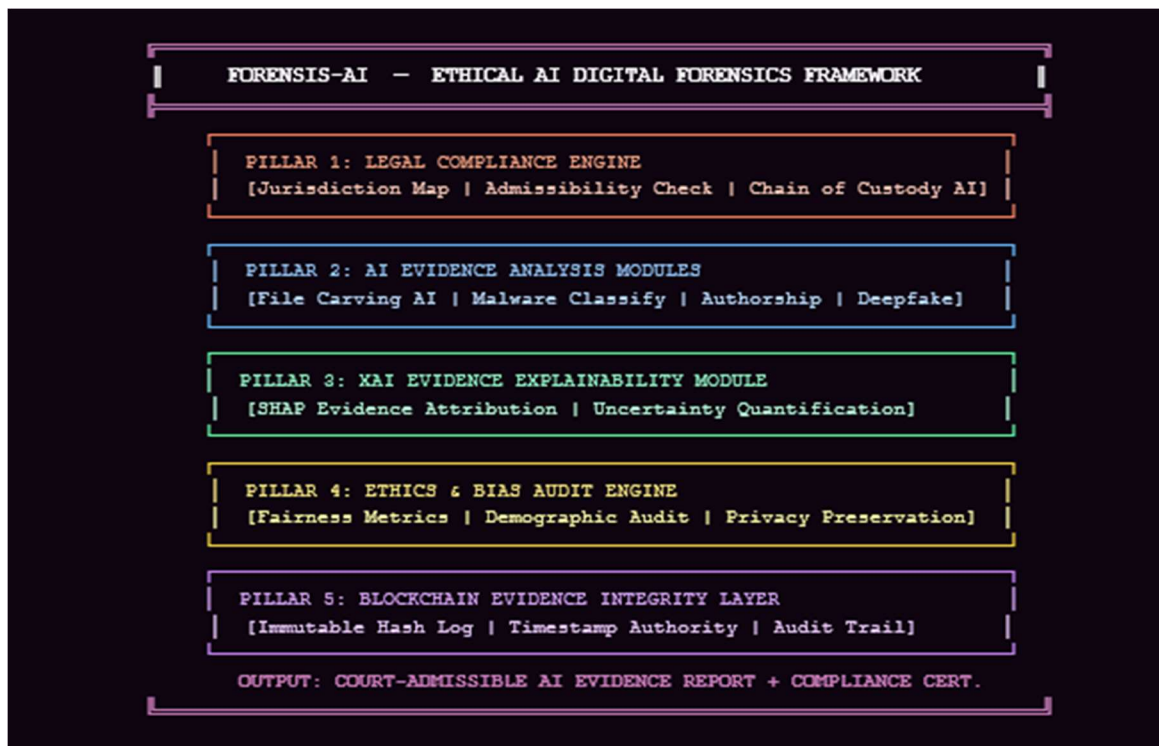 FORENSIS-AI — ETHICAL AI DIGITAL FORENSICS FRAMEWORK
PILLAR 1: LEGAL COMPLIANCE ENGINE
[Jurisdiction Map | Admissibility Check | Chain of Custody AI]
PILLAR 2: AI EVIDENCE ANALYSIS MODULES
[File Carving AI | Malware Classify | Authorship | Deepfake]
PILLAR 3: XAI EVIDENCE EXPLAINABILITY MODULE
[SHAP Evidence Attribution | Uncertainty Quantification]
PILLAR 4: ETHICS & BIAS AUDIT ENGINE
[Fairness Metrics | Demographic Audit | Privacy Preservation]
PILLAR 5: BLOCKCHAIN EVIDENCE INTEGRITY LAYER
[Immutable Hash Log | Timestamp Authority | Audit Trail]
OUTPUT: COURT-ADMISSIBLE AI EVIDENCE REPORT + COMPLIANCE CERT.